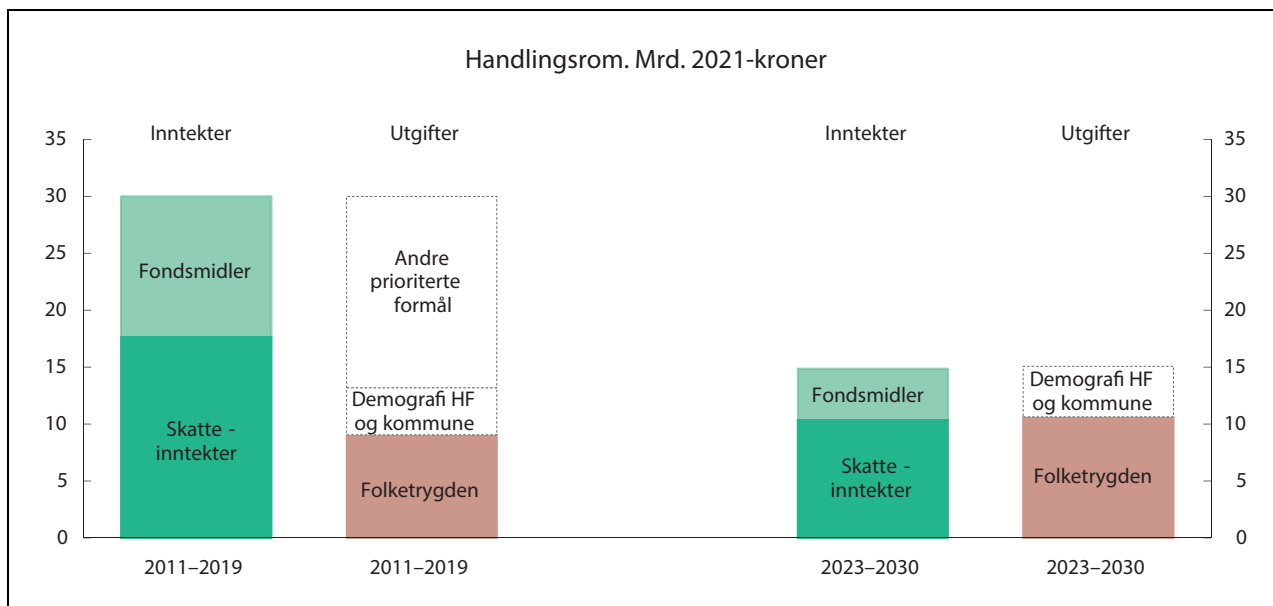 Handlingsrom. Mrd. 2021-kroner
Inntekter
Utgifter
Inntekter
Utgifter
35
30
25
20
15
10
5
0
Fondsmidler
Skatte -
inntekter
Andre
prioriterte
formål
Demografi HF
og kommune
Folketrygden
Fondsmidler
Skatte -
inntekter
Demografi HF
og kommune
Folketrygden
35
30
25
20
15
10
5
0
2011–2019
2011–2019
2023–2030
2023–2030